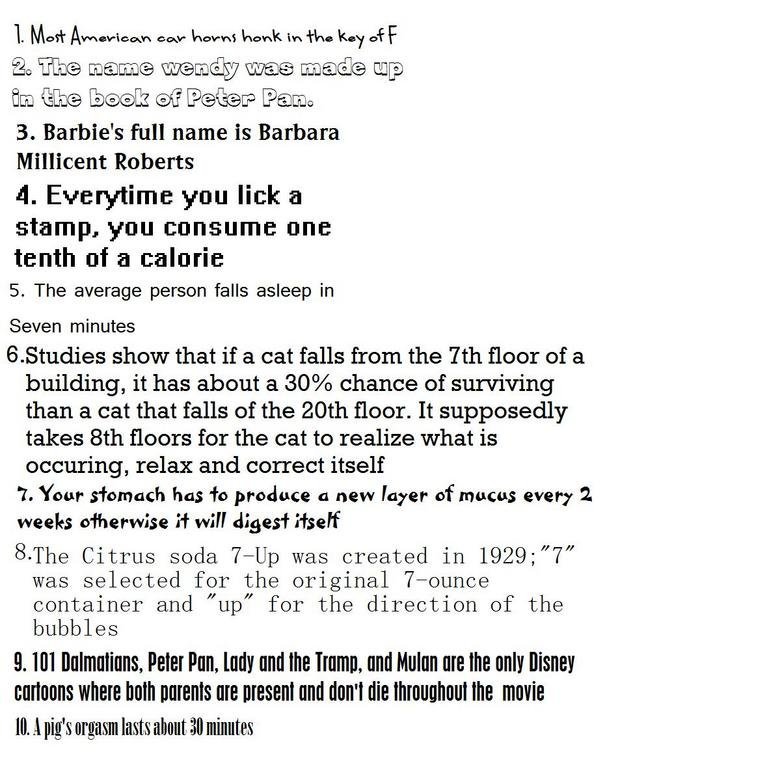 1. Most American car horns honk in the key of F
2. The name wendy was made up
in the book of Peter Pan.
3. Barbie's full name is Barbara
Millicent Roberts
4. Everytime you lick a
stamp, you consume one
tenth of a calorie
5. The average person falls asleep in
Seven minutes
6.Studies show that if a cat falls from the 7th floor of a
building, it has about a 30% chance of surviving
than a cat that falls of the 20th floor. It supposedly
takes 8th floors for the cat to realize what is
occuring, relax and correct itself
7. Your stomach has to produce a new layer of mucus every 2
weeks otherwise it will digest itself
8.The Citrus soda 7-Up was created in 1929;"7"
was selected for the original 7-ounce
container and "up" for the direction of the
bubbles
9. 101 Dalmatians, Peter Pan, Lady and the Tramp, and Mulan are the only Disney
cartoons where both parents are present and don't die throughout the movie
10. A pig's orgasm lasts about 30 minutes